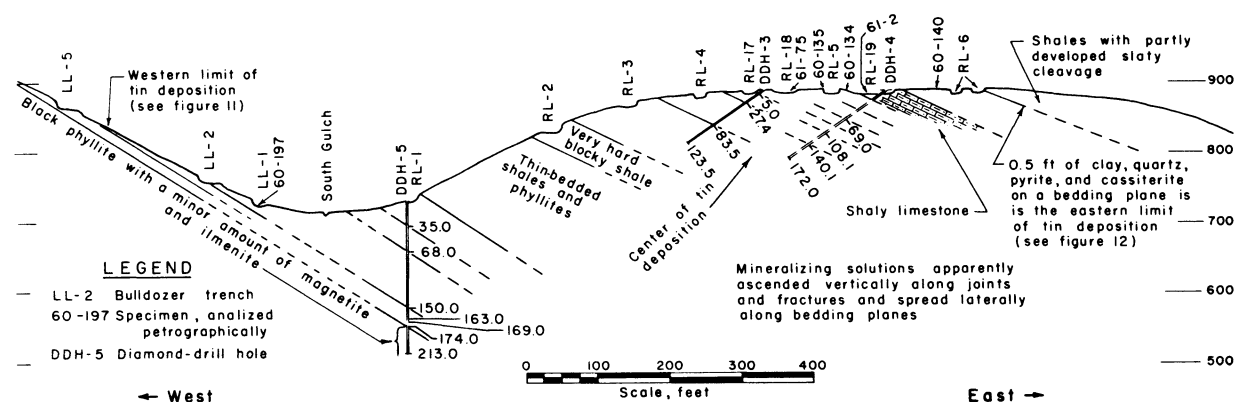 LL-5
Western limit of
tin deposition
(see figure 11)
Black phyllite with a minor amount of magnetite
and ilmenite
LL-2
LL-1
60-197
South Gulch
DDH-5
RL-1
RL-2
RL-3
RL-4
RL-17
DDH-3
RL-18
61-75
60-135
RL-5
60-134
RL-19
61-2
DDH-4
60-140
RL-6
Shales with partly
developed slaty
cleavage
900
800
700
600
500
Very hard
blocky shale
Thin-bedded
shales and
phyllites
5.0
27.4
83.5
123.5
69.0
108.1
140.1
172.0
Center of tin
deposition
Shaly limestone
0.5 ft of clay, quartz,
pyrite, and cassiterite
on a bedding plane is
is the eastern limit
of tin deposition
(see figure 12)
35.0
68.0
150.0
163.0
169.0
174.0
213.0
Mineralizing solutions apparently
ascended vertically along joints
and fractures and spread laterally
along bedding planes
LEGEND
LL-2 Bulldozer trench
60-197 Specimen, analized
petrographically
DDH-5 Diamond-drill hole
0 100 200 300 400
Scale, feet
← West
East →